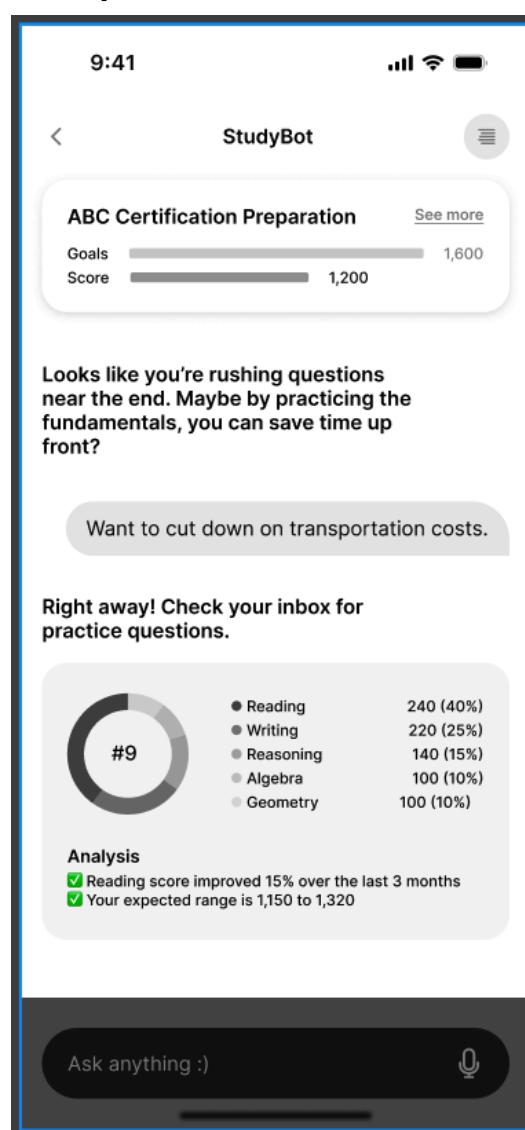 9:41
StudyBot
ABC Certification Preparation See more
Goals 1,600
Score 1,200
Looks like you’re rushing questions
near the end. Maybe by practicing the
fundamentals, you can save time up
front?
Want to cut down on transportation costs.
Right away! Check your inbox for
practice questions.
#9
Reading 240 (40%)
Writing 220 (25%)
Reasoning 140 (15%)
Algebra 100 (10%)
Geometry 100 (10%)
Analysis
✅ Reading score improved 15% over the last 3 months
✅ Your expected range is 1,150 to 1,320
Ask anything :)